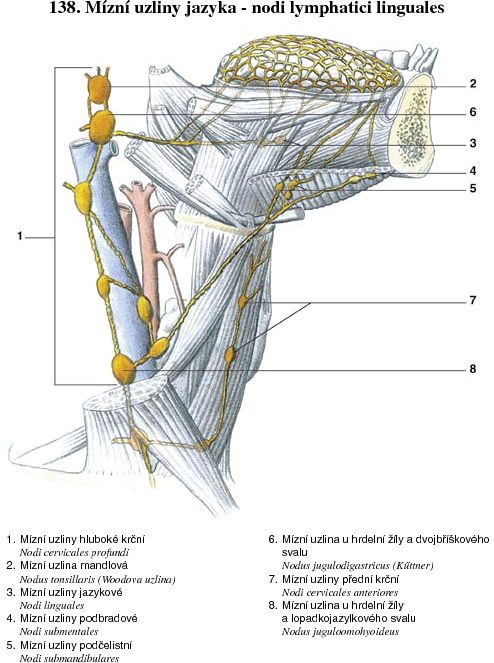 138. Mízní uzliny jazyka - nodi lymphatici linguales
2
6
3
4
5
1
7
8
1. Mízní uzliny hluboké krční
Nodi cervicales profundi
2. Mízní uzlina mandlová
Nodus tonsillaris (Woodova uzlina)
3. Mízní uzliny jazykové
Nodi linguales
4. Mízní uzliny podbradové
Nodi submentales
5. Mízní uzliny podčelistní
Nodi submandibulares
6. Mízní uzlina u hrdelní žíly a dvojbříškového
svalu
Nodus jugulodigastricus (Küttner)
7. Mízní uzliny přední krční
Nodi cervicales anteriores
8. Mízní uzlina u hrdelní žíly
a lopadkojazylkového svalu
Nodus juguloomohyoideus